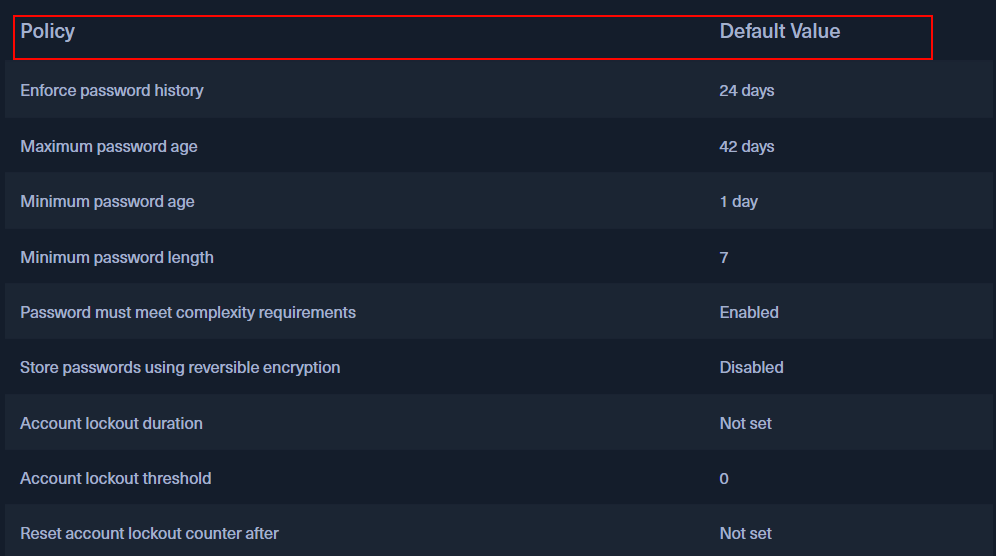 Policy Default Value
Enforce password history 24 days
Maximum password age 42 days
Minimum password age 1 day
Minimum password length 7
Password must meet complexity requirements Enabled
Store passwords using reversible encryption Disabled
Account lockout duration Not set
Account lockout threshold 0
Reset account lockout counter after Not set